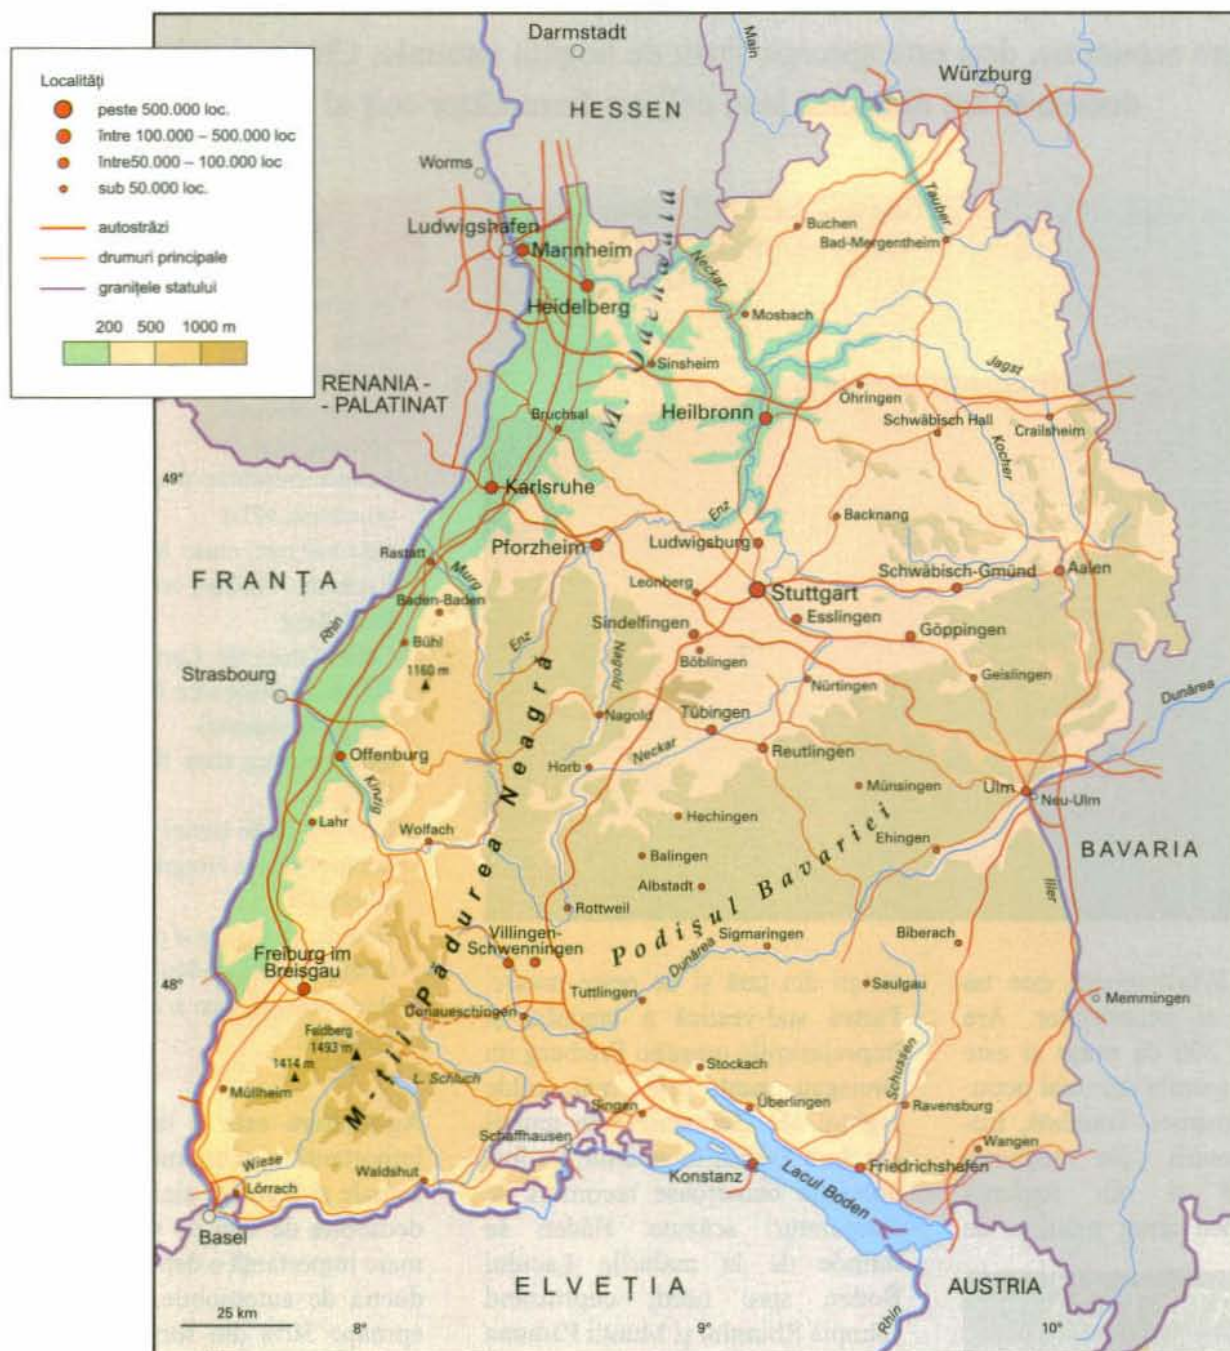 Darmstadt
Main
Würzburg
HESSEN
Localități
peste 500.000 loc.
între 100.000 – 500.000 loc
între50.000 – 100.000 loc
sub 50.000 loc.
autostrăzi
drumuri principale
granițele statului
200 500 1000 m
Worms
Ludwigshafen
Mannheim
Heidelberg
Neckar
Buchen
Bad-Mergentheim
Tauber
Mosbach
Sinsheim
Jagst
RENANIA -
- PALATINAT
Bruchsal
M.
Heilbronn
Öhringen
Schwäbisch Hall
Crailsheim
Kocher
49°
Karlsruhe
Enz
Backnang
Pforzheim
Ludwigsburg
Rastatt
Murg
Leonberg
Stuttgart
Schwäbisch-Gmünd
Aalen
FRANȚA
Baden-Baden
Rhin
Bühl
Enz
Nagold
Sindelfingen
Esslingen
Göppingen
Böblingen
1160 m
Strasbourg
Nürtingen
Geislingen
Dunărea
Nagold
Tübingen
Reutlingen
Offenburg
Horb
Neckar
Kinzig
Münsingen
Ulm
Neu-Ulm
Lahr
Wolfach
Hechingen
Balingen
Ehingen
BAVARIA
Albstadt
Iller
M-ții Pădurea Neagră
Podișul Bavariei
Rottweil
Villingen-
Schwenningen
Sigmaringen
Biberach
Freiburg im
Breisgau
Dunărea
48°
Tuttlingen
Saulgau
Memmingen
Donaueschingen
Feldberg
1493 m
1414 m
L. Schluch
Stockach
Schussen
Müllheim
Singen
Überlingen
Ravensburg
Schaffhausen
Wangen
Wiese
Waldshut
Konstanz
Lacul Boden
Friedrichshafen
Lörrach
Basel
ELVEȚIA
AUSTRIA
Rhin
25 km
8°
9°
10°